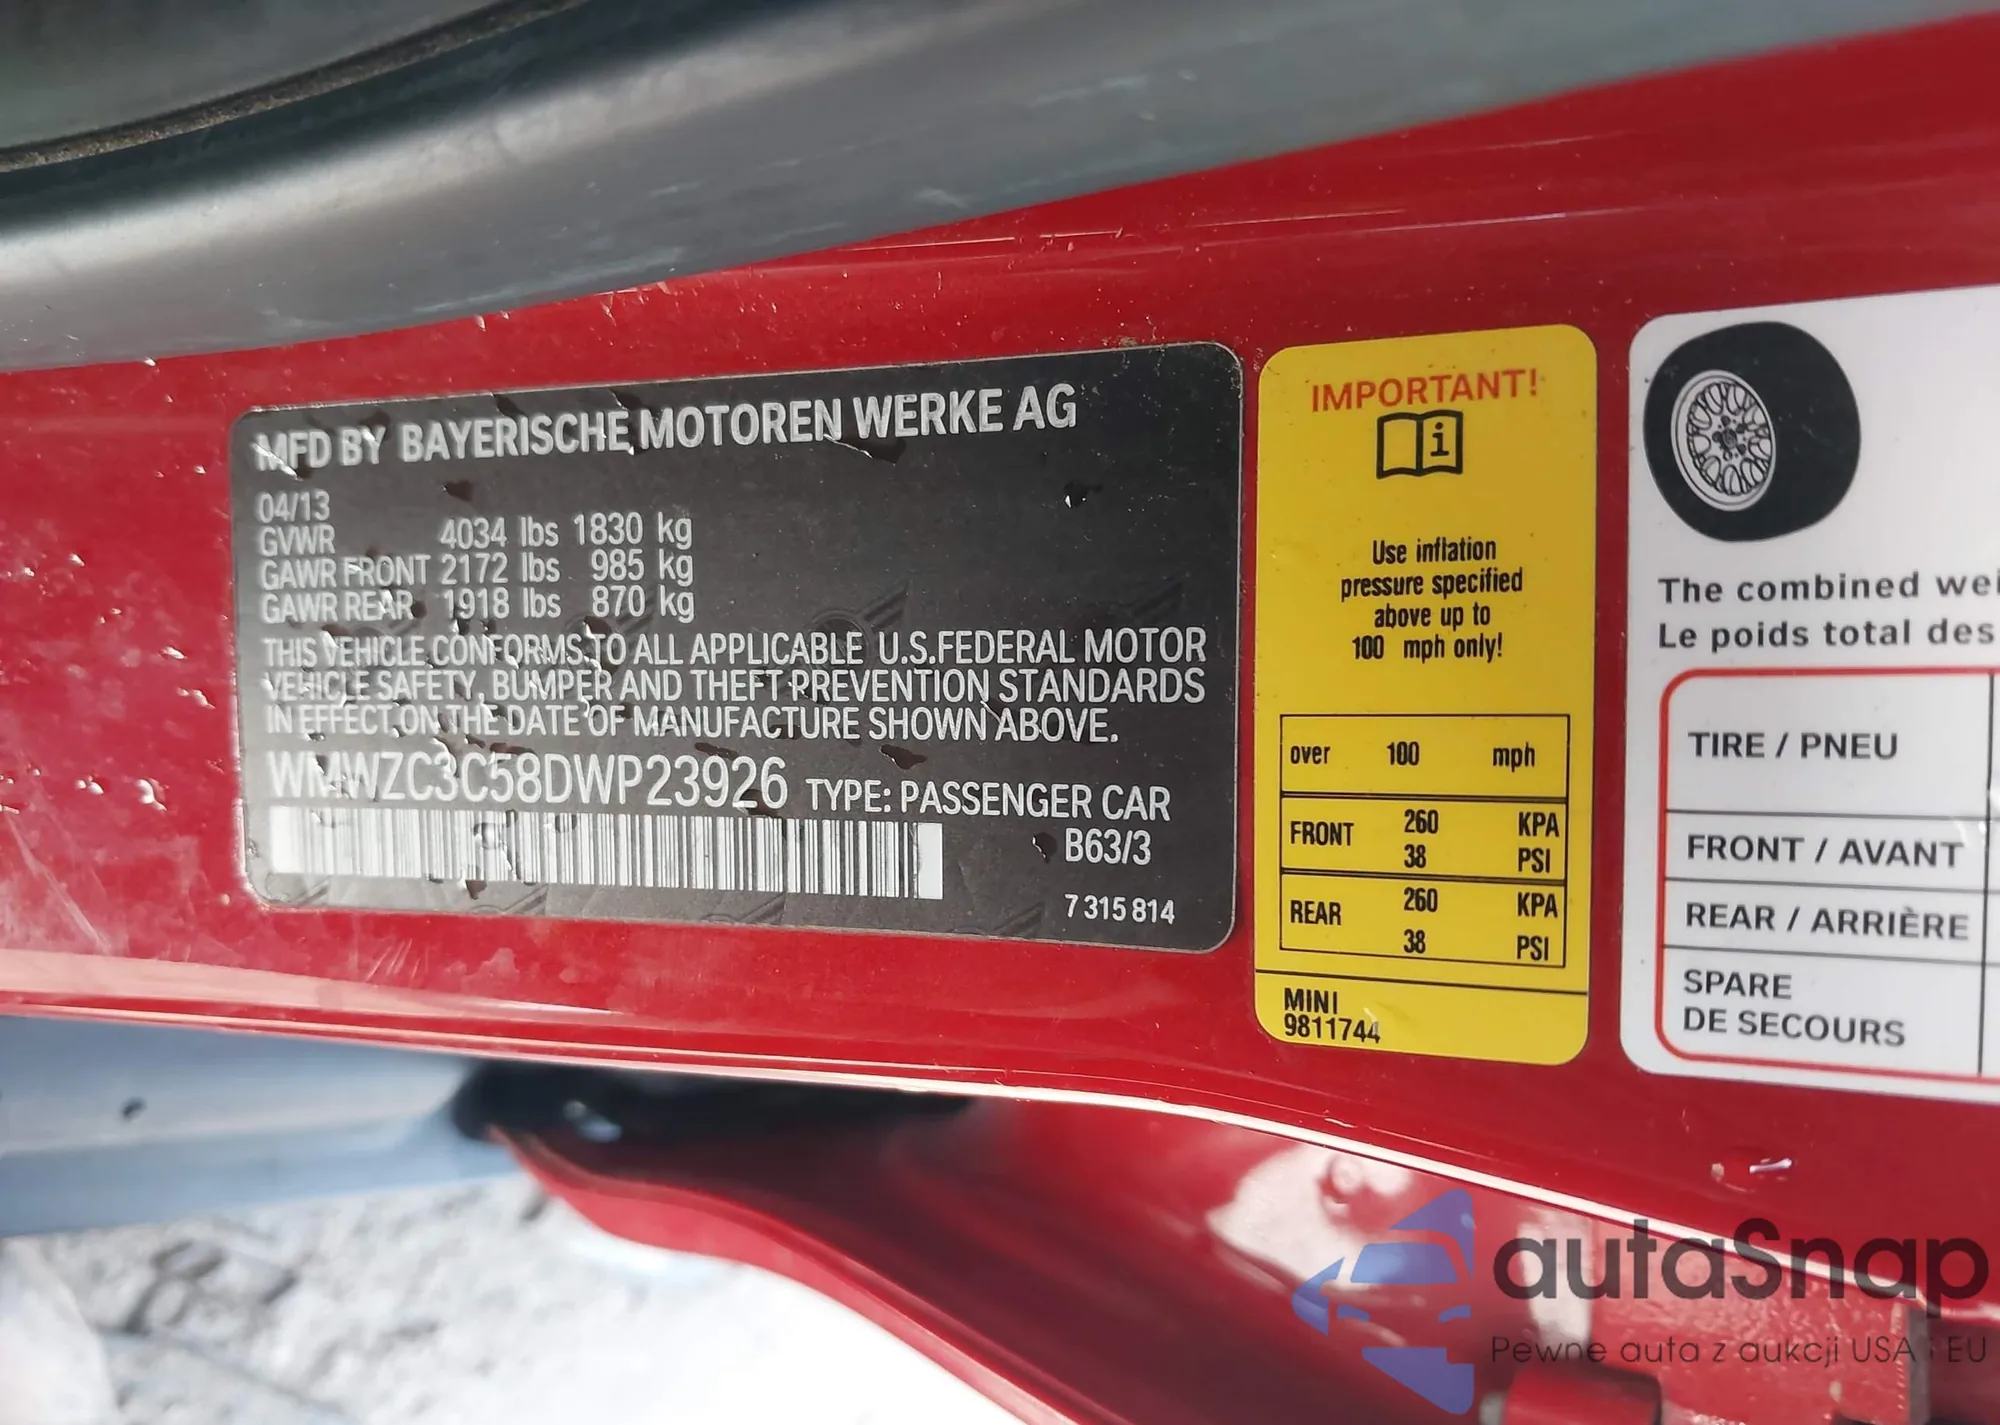 MFD BY BAYERISCHE MOTOREN WERKE AG
04/13
GVWR 4034 lbs 1830 kg
GAWR FRONT 2172 lbs 985 kg
GAWR REAR 1918 lbs 870 kg
THIS VEHICLE CONFORMS TO ALL APPLICABLE U.S.FEDERAL MOTOR
VEHICLE SAFETY, BUMPER AND THEFT PREVENTION STANDARDS
IN EFFECT ON THE DATE OF MANUFACTURE SHOWN ABOVE.
WMWZC3C58DWP23926 TYPE: PASSENGER CAR
B63/3
7 315 814
IMPORTANT!
i
Use inflation
pressure specified
above up to
100 mph only!
over 100 mph
FRONT 260 KPA
38 PSI
REAR 260 KPA
38 PSI
MINI
9811744
The combined wei
Le poids total des
TIRE / PNEU
FRONT / AVANT
REAR / ARRIÈRE
SPARE
DE SECOURS
autaSnap
Pewne auta z aukcji USA i EU